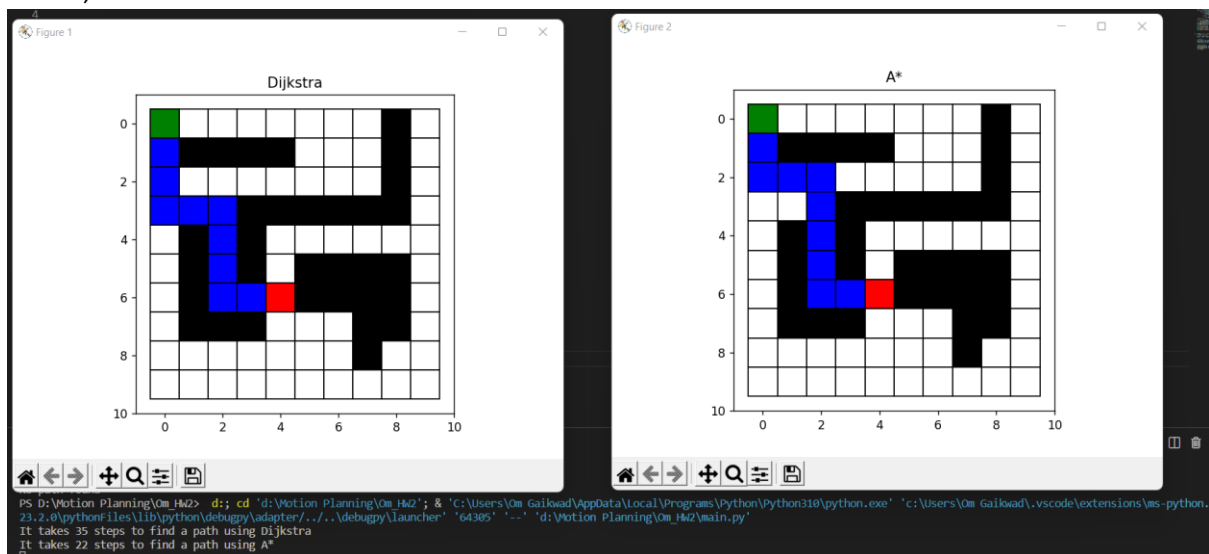 4
Figure 1
Dijkstra
0
2
4
6
8
10
0 2 4 6 8 10
Figure 2
A*
0
2
4
6
8
10
0 2 4 6 8 10
PS D:\Motion Planning\Om_HW2> d:; cd 'd:\Motion Planning\Om_HW2'; & 'C:\Users\Om Gaikwad\AppData\Local\Programs\Python\Python310\python.exe' 'c:\Users\Om Gaikwad\.vscode\extensions\ms-python.
23.2.0\pythonFiles\lib\python\debugpy\adapter/../..\debugpy\launcher' '64305' '--' 'd:\Motion Planning\Om_HW2\main.py'
It takes 35 steps to find a path using Dijkstra
It takes 22 steps to find a path using A*